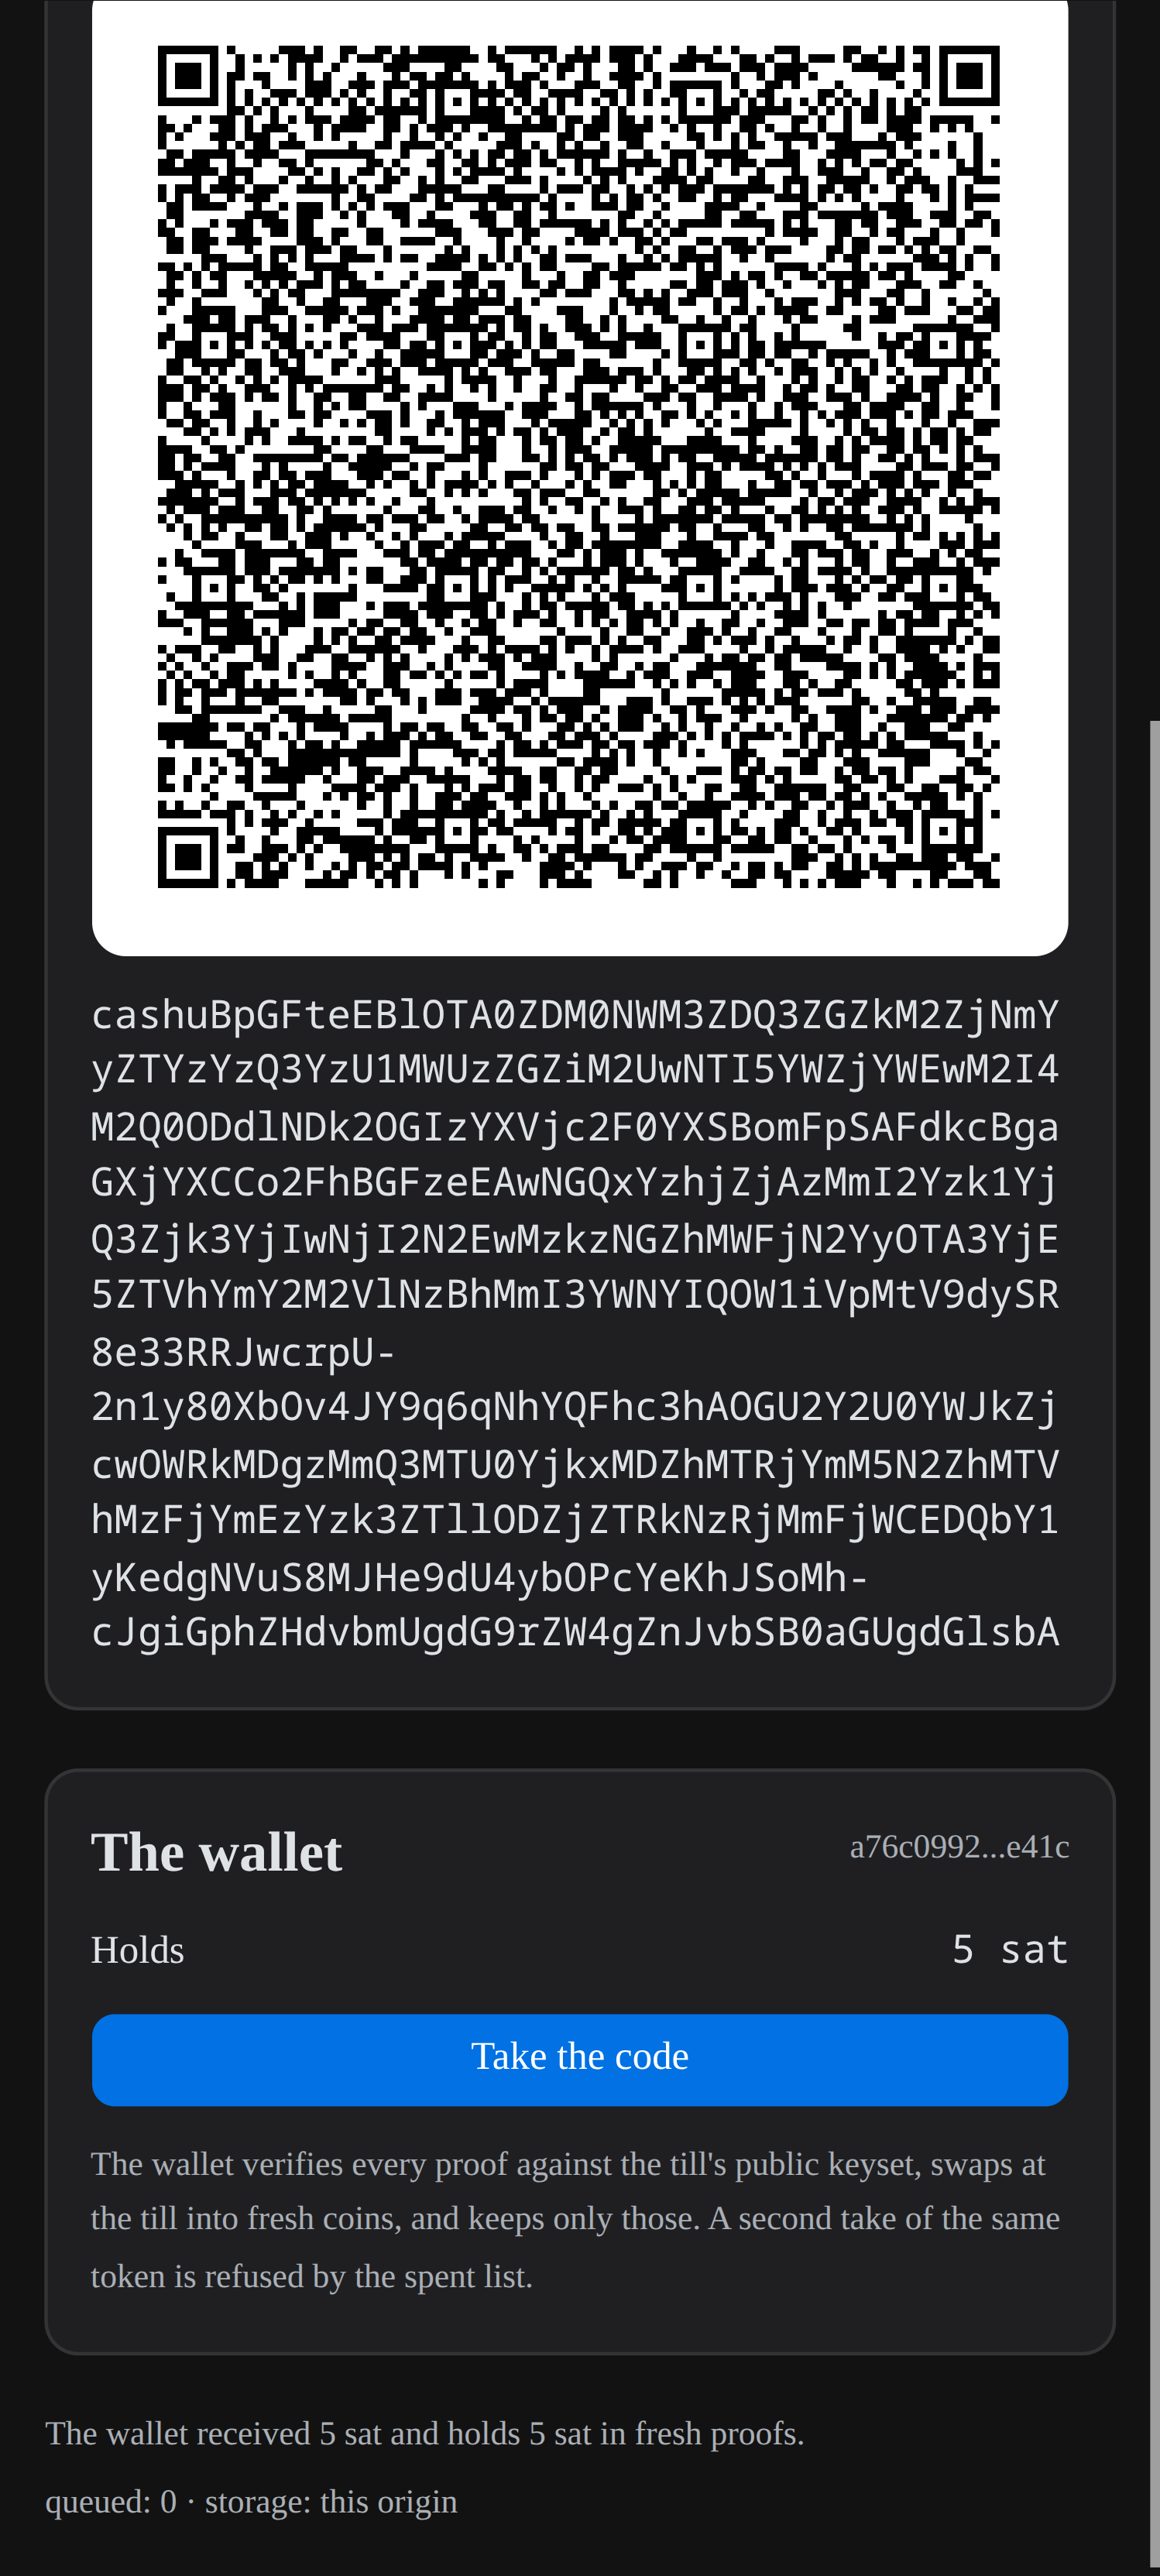 cashuBpGFteEBlOTA0ZDM0NWM3ZDQ3ZGZkM2ZjNmY
yZTYzYzQ3YzU1MWUzZGZiM2UwNTI5YWZjYWEwM2I4
M2Q0ODdlNDk2OGIzYXVjc2F0YXSBomFpSAFdkcBga
GXjYXCCo2FhBGFzeEAwNGQxYzhjZjAzMmI2Yzk1Yj
Q3Zjk3YjIwNjI2N2EwMzkzNGZhMWFjN2YyOTA3YjE
5ZTVhYmY2M2VlNzBhMmI3YWNYIQOW1iVpMtV9dySR
8e33RRJwcrpU-
2n1y80XbOv4JY9q6qNhYQFhc3hAOGU2Y2U0YWJkZj
cwOWRkMDgzMmQ3MTU0YjkxMDZhMTRjYmM5N2ZhMTV
hMzFjYmEzYzk3ZTllODZjZTRkNzRjMmFjWCEDQbY1
yKedgNVuS8MJHe9dU4ybOPcYeKhJSoMh-
cJgiGphZHdvbmUgdG9rZW4gZnJvbSB0aGUgdGlsbA
The wallet
a76c0992...e41c
Holds
5 sat
Take the code
The wallet verifies every proof against the till's public keyset, swaps at
the till into fresh coins, and keeps only those. A second take of the same
token is refused by the spent list.
The wallet received 5 sat and holds 5 sat in fresh proofs.
queued: 0 · storage: this origin